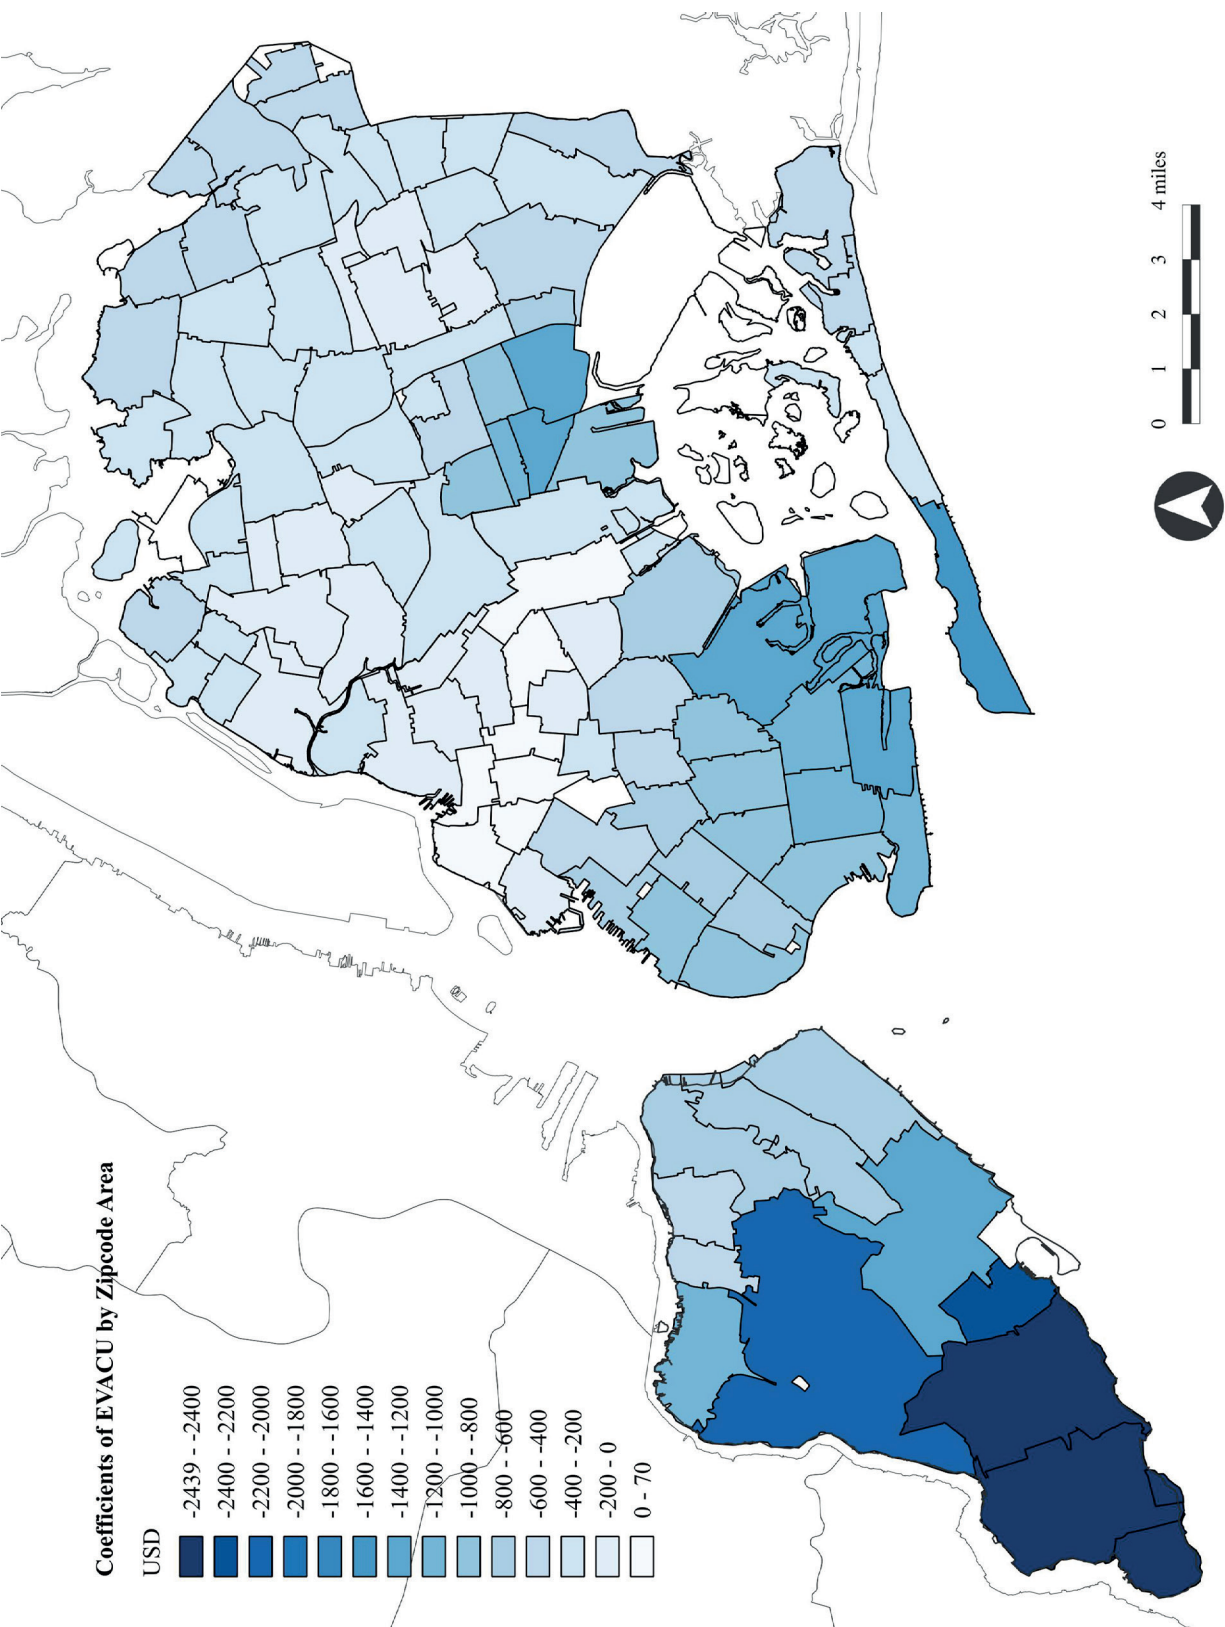 Coefficients of EVACU by Zipcode Area
USD
-2439 - -2400
-2400 - -2200
-2200 - -2000
-2000 - -1800
-1800 - -1600
-1600 - -1400
-1400 - -1200
-1200 - -1000
-1000 - -800
-800 - -600
-600 - -400
-400 - -200
-200 - 0
0 - 70
0 1 2 3 4 miles